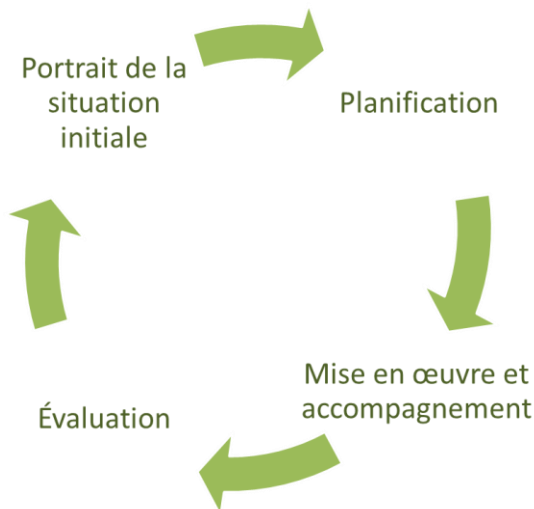 Portrait de la
situation
initiale
Planification
Mise en œuvre et
accompagnement
Évaluation